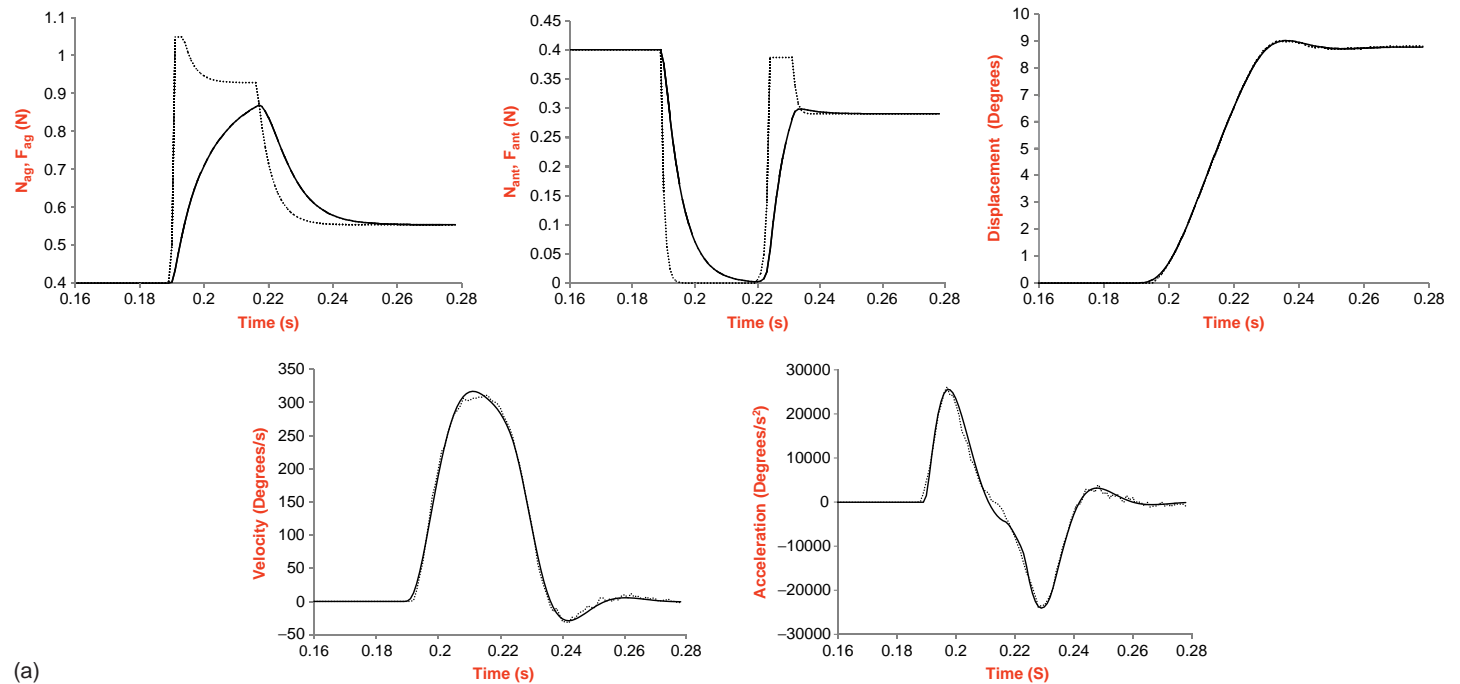 1.1
1
0.9
0.8
0.7
0.6
0.5
0.4
0.16 0.18 0.2 0.22 0.24 0.26 0.28
Time (s)
Nag, Fag (N)
0.45
0.4
0.35
0.3
0.25
0.2
0.15
0.1
0.05
0
0.16 0.18 0.2 0.22 0.24 0.26 0.28
Time (s)
Nant, Fant (N)
10
9
8
7
6
5
4
3
2
1
0
0.16 0.18 0.2 0.22 0.24 0.26 0.28
Time (s)
Displacement (Degrees)
350
300
250
200
150
100
50
0
–50
0.16 0.18 0.2 0.22 0.24 0.26 0.28
Time (s)
Velocity (Degrees/s)
30000
20000
10000
0
–10000
–20000
–30000
0.16 0.18 0.2 0.22 0.24 0.26 0.28
Time (S)
Acceleration (Degrees/s²)
(a)